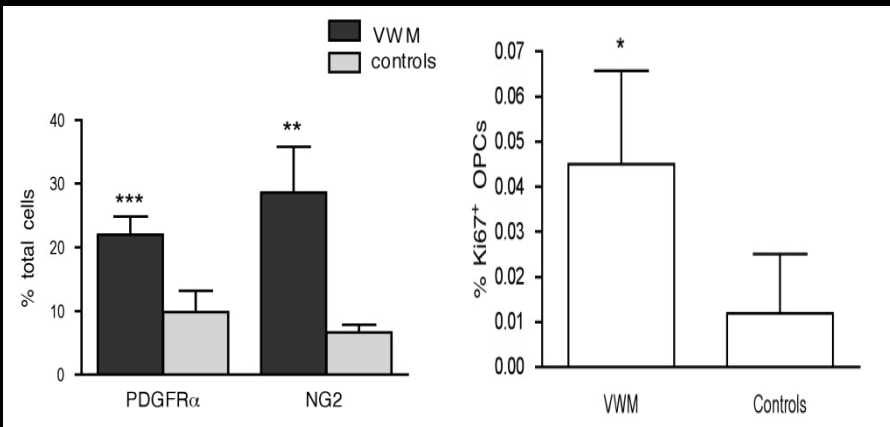 VWM
controls
% total cells
40
30
20
10
0
***
**
PDGFRα
NG2
% Ki67⁺ OPCs
0.07
0.06
0.05
0.04
0.03
0.02
0.01
0.00
*
VWM
Controls